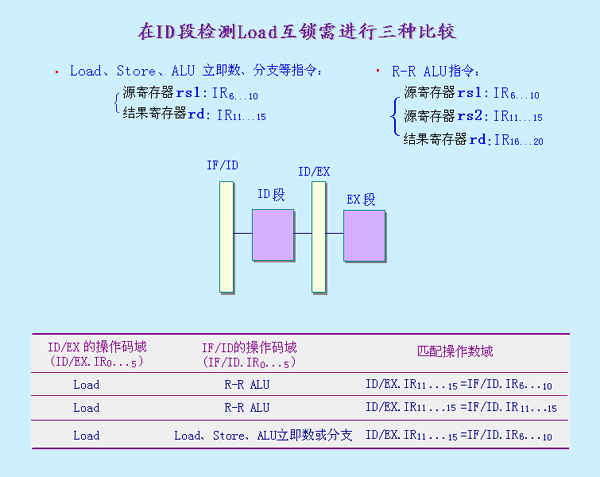 在ID段检测Load互锁需进行三种比较
· Load、Store、ALU 立即数、分支等指令:
源寄存器rs1: IR6...10
结果寄存器rd: IR11...15
· R-R ALU指令:
源寄存器rs1: IR6...10
源寄存器rs2: IR11...15
结果寄存器rd: IR16...20
IF/ID
ID段
ID/EX
EX段
ID/EX 的操作码域 IF/ID的操作码域 匹配操作数域
(ID/EX.IR0...5) (IF/ID.IR0...5)
Load R-R ALU ID/EX.IR11...15=IF/ID.IR6...10
Load R-R ALU ID/EX.IR11...15=IF/ID.IR11...15
Load Load、Store、ALU立即数或分支 ID/EX.IR11...15=IF/ID.IR6...10